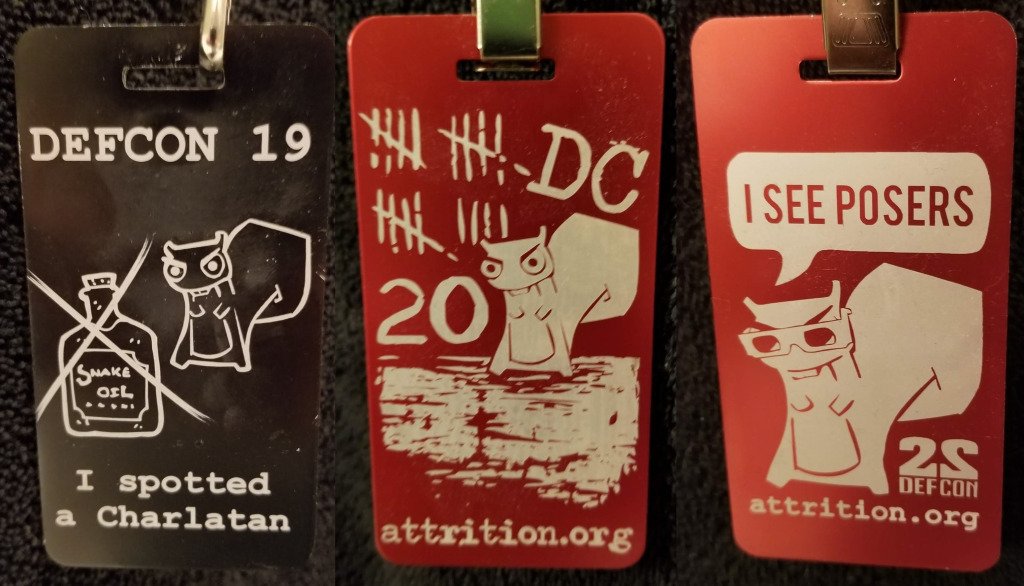 DEFCON 19
SNAKE
OIL
I spotted
a Charlatan
DC
20
attrition.org
I SEE POSERS
22
DEFCON
attrition.org